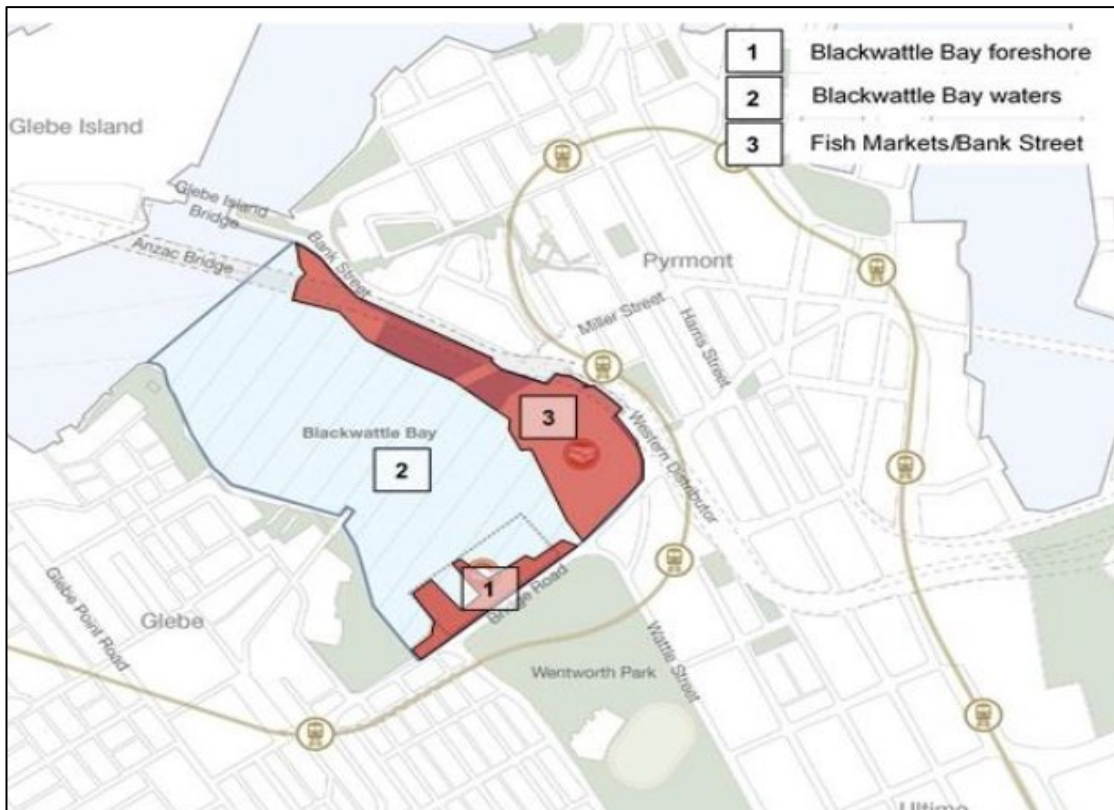 1 Blackwattle Bay foreshore
2 Blackwattle Bay waters
3 Fish Markets/Bank Street
Glebe Island
Glebe Island
Bridge
Anzac Bridge
Bank Street
Pyrmont
Miller Street
Harris Street
3
Blackwattle Bay
2
Western Distributor
1
Bridge Road
Glebe Point Road
Glebe
Wattle Street
Wentworth Park
Ultimo